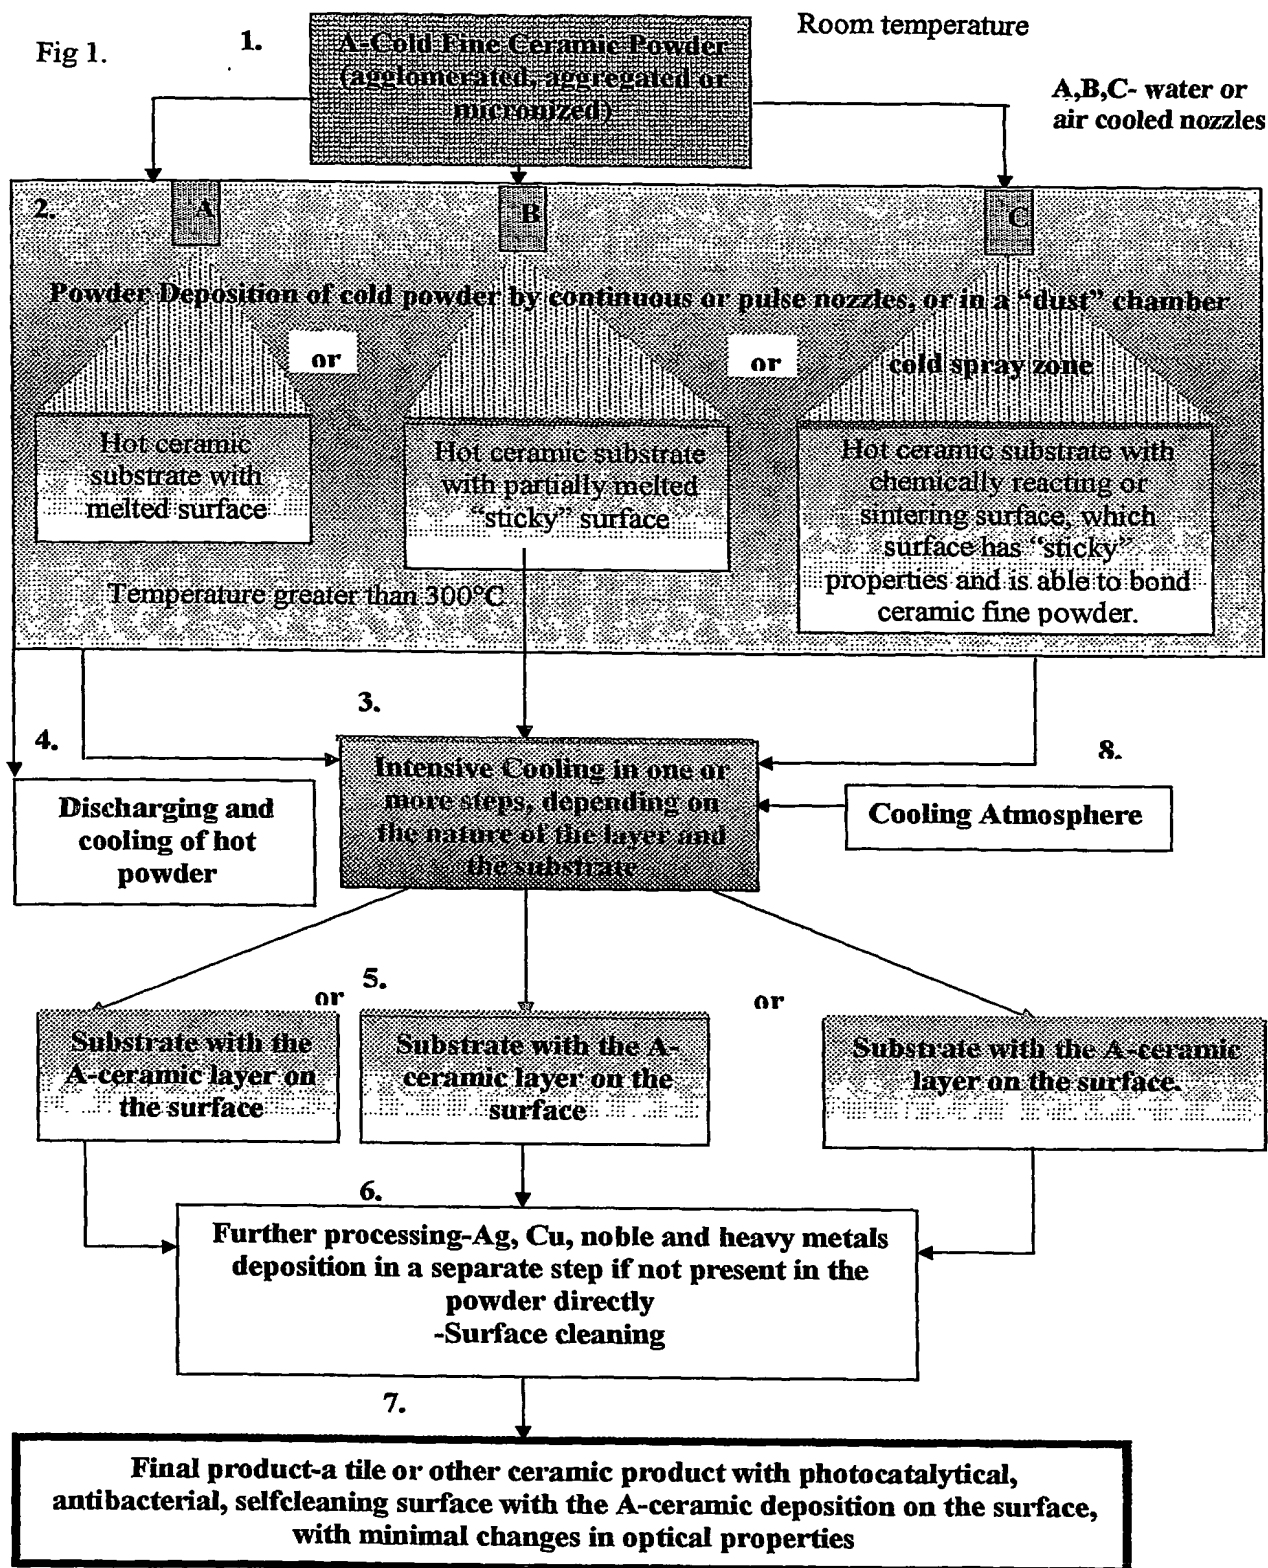 Fig 1.
1.
A-Cold Fine Ceramic Powder
(agglomerated, aggregated or
micronized)
Room temperature
A,B,C- water or
air cooled nozzles
2.
A
B
C
Powder Deposition of cold powder by continuous or pulse nozzles, or in a "dust" chamber
or
or
cold spray zone
Hot ceramic
substrate with
melted surface
Hot ceramic substrate
with partially melted
"sticky" surface
Hot ceramic substrate with
chemically reacting or
sintering surface, which
surface has "sticky"
properties and is able to bond
ceramic fine powder.
Temperature greater than 300°C
3.
4.
8.
Discharging and
cooling of hot
powder
Intensive Cooling in one or
more steps, depending on
the nature of the layer and
the substrate
Cooling Atmosphere
5.
or
or
Substrate with the
A-ceramic layer on
the surface
Substrate with the A-
ceramic layer on the
surface
Substrate with the A-ceramic
layer on the surface.
6.
Further processing-Ag, Cu, noble and heavy metals
deposition in a separate step if not present in the
powder directly
-Surface cleaning
7.
Final product-a tile or other ceramic product with photocatalytical,
antibacterial, selfcleaning surface with the A-ceramic deposition on the surface,
with minimal changes in optical properties